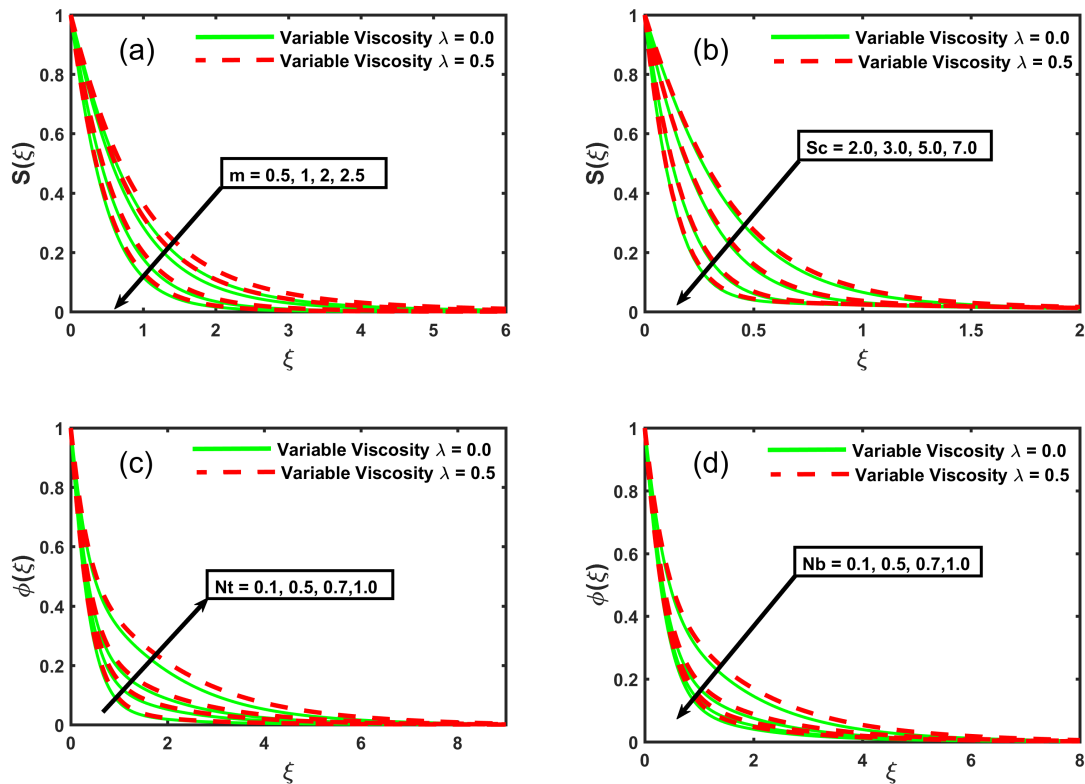 (a)
Variable Viscosity λ = 0.0
Variable Viscosity λ = 0.5
m = 0.5, 1, 2, 2.5
S(ξ)
1
0.8
0.6
0.4
0.2
0
0 1 2 3 4 5 6
ξ
(b)
Variable Viscosity λ = 0.0
Variable Viscosity λ = 0.5
Sc = 2.0, 3.0, 5.0, 7.0
S(ξ)
1
0.8
0.6
0.4
0.2
0
0 0.5 1 1.5 2
ξ
(c)
Variable Viscosity λ = 0.0
Variable Viscosity λ = 0.5
Nt = 0.1, 0.5, 0.7,1.0
ϕ(ξ)
1
0.8
0.6
0.4
0.2
0
0 2 4 6 8
ξ
(d)
Variable Viscosity λ = 0.0
Variable Viscosity λ = 0.5
Nb = 0.1, 0.5, 0.7,1.0
ϕ(ξ)
1
0.8
0.6
0.4
0.2
0
0 2 4 6 8
ξ